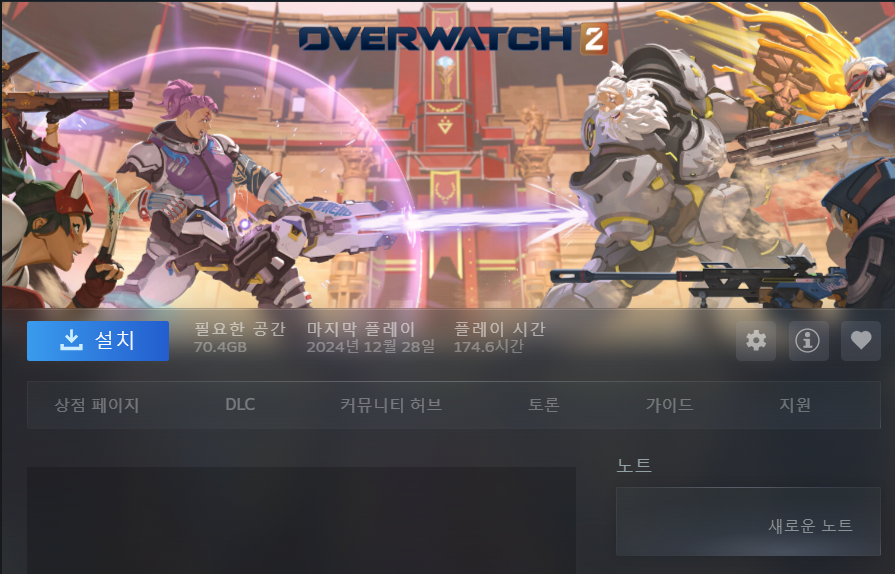 OVERWATCH 2
설치
필요한 공간 마지막 플레이 플레이 시간
70.4GB 2024년 12월 28일 174.6시간
상점 페이지 DLC 커뮤니티 허브 토론 가이드 지원
노트
새로운 노트